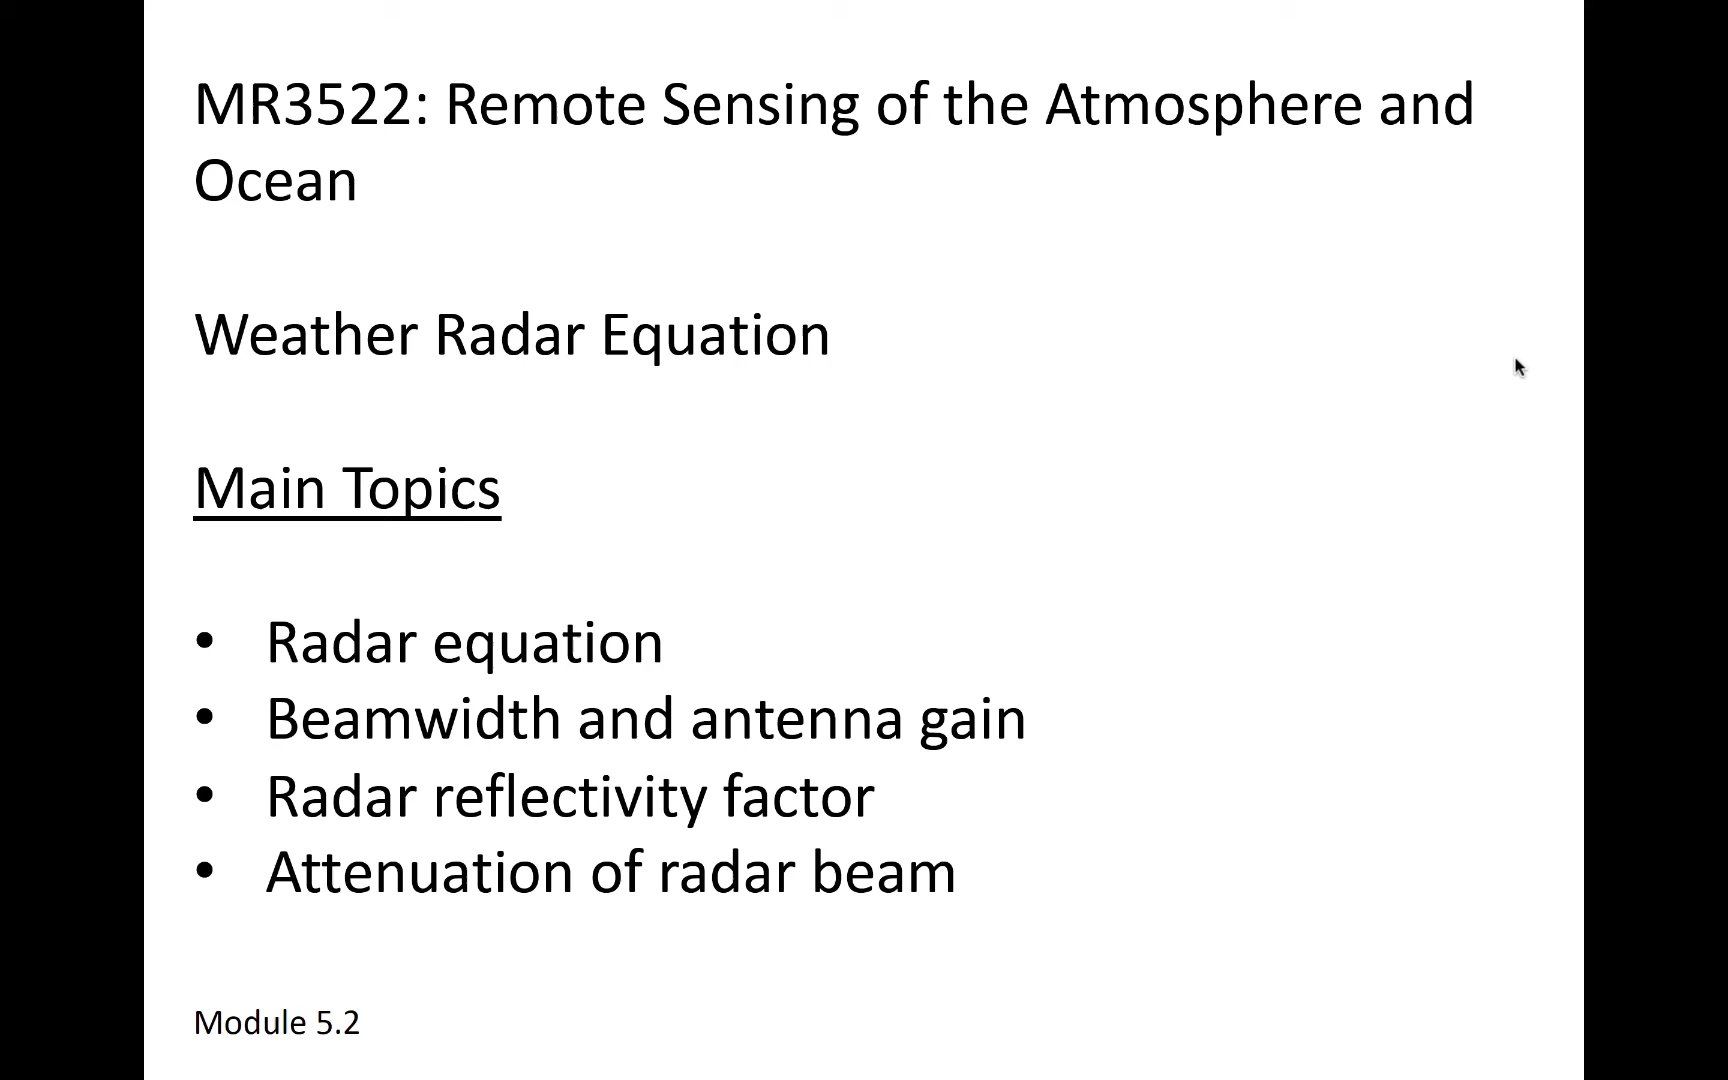 MR3522: Remote Sensing of the Atmosphere and
Ocean
Weather Radar Equation
Main Topics
• Radar equation
• Beamwidth and antenna gain
• Radar reflectivity factor
• Attenuation of radar beam
Module 5.2